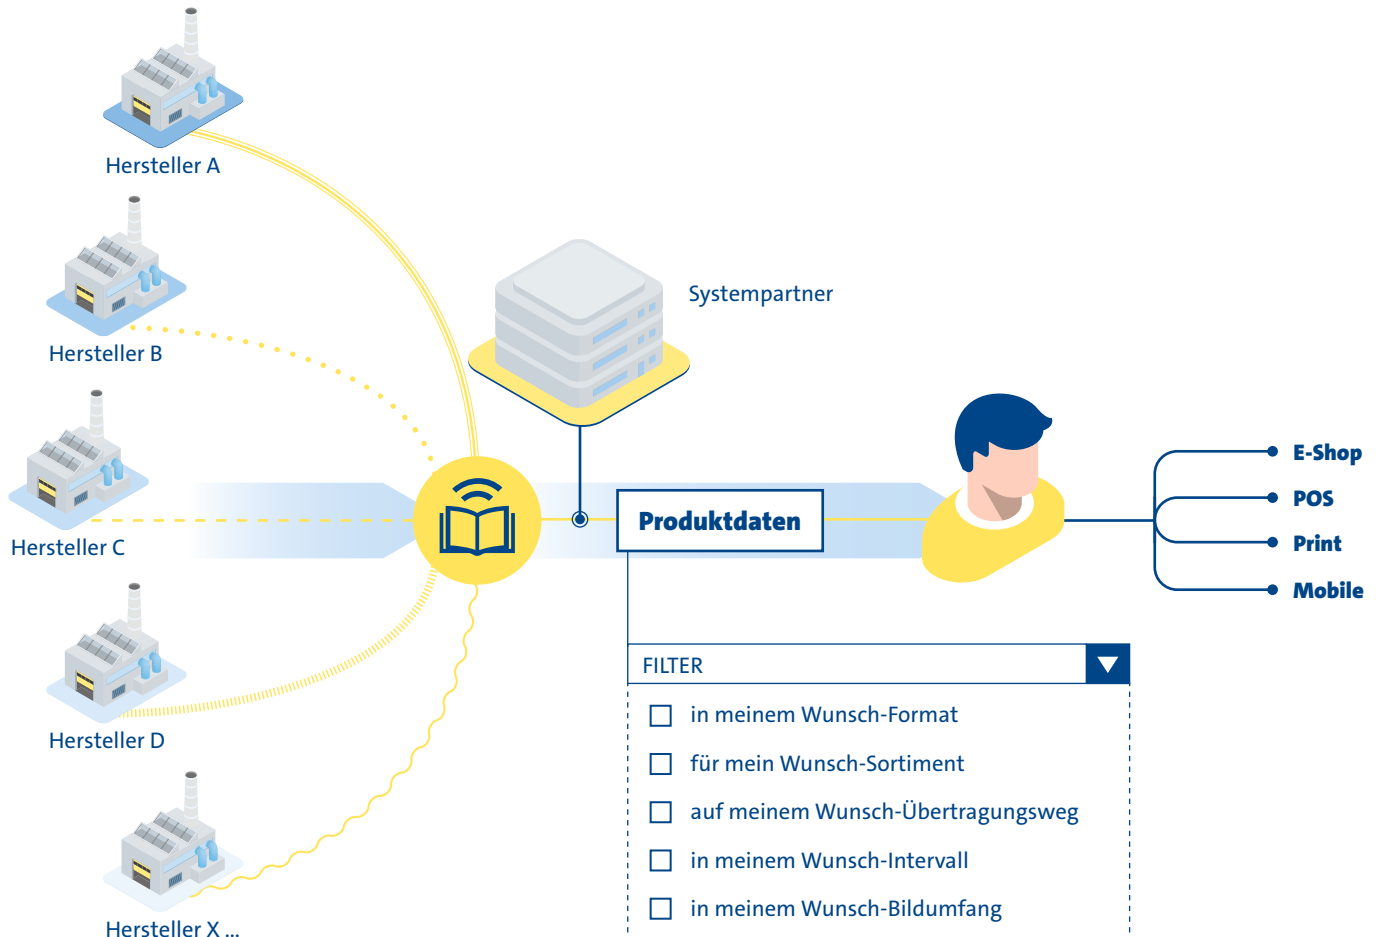 Hersteller A
Hersteller B
Systempartner
Hersteller C
Produktdaten
E-Shop
POS
Print
Mobile
Hersteller D
FILTER
in meinem Wunsch-Format
für mein Wunsch-Sortiment
auf meinem Wunsch-Übertragungsweg
in meinem Wunsch-Intervall
in meinem Wunsch-Bildumfang
Hersteller X ...